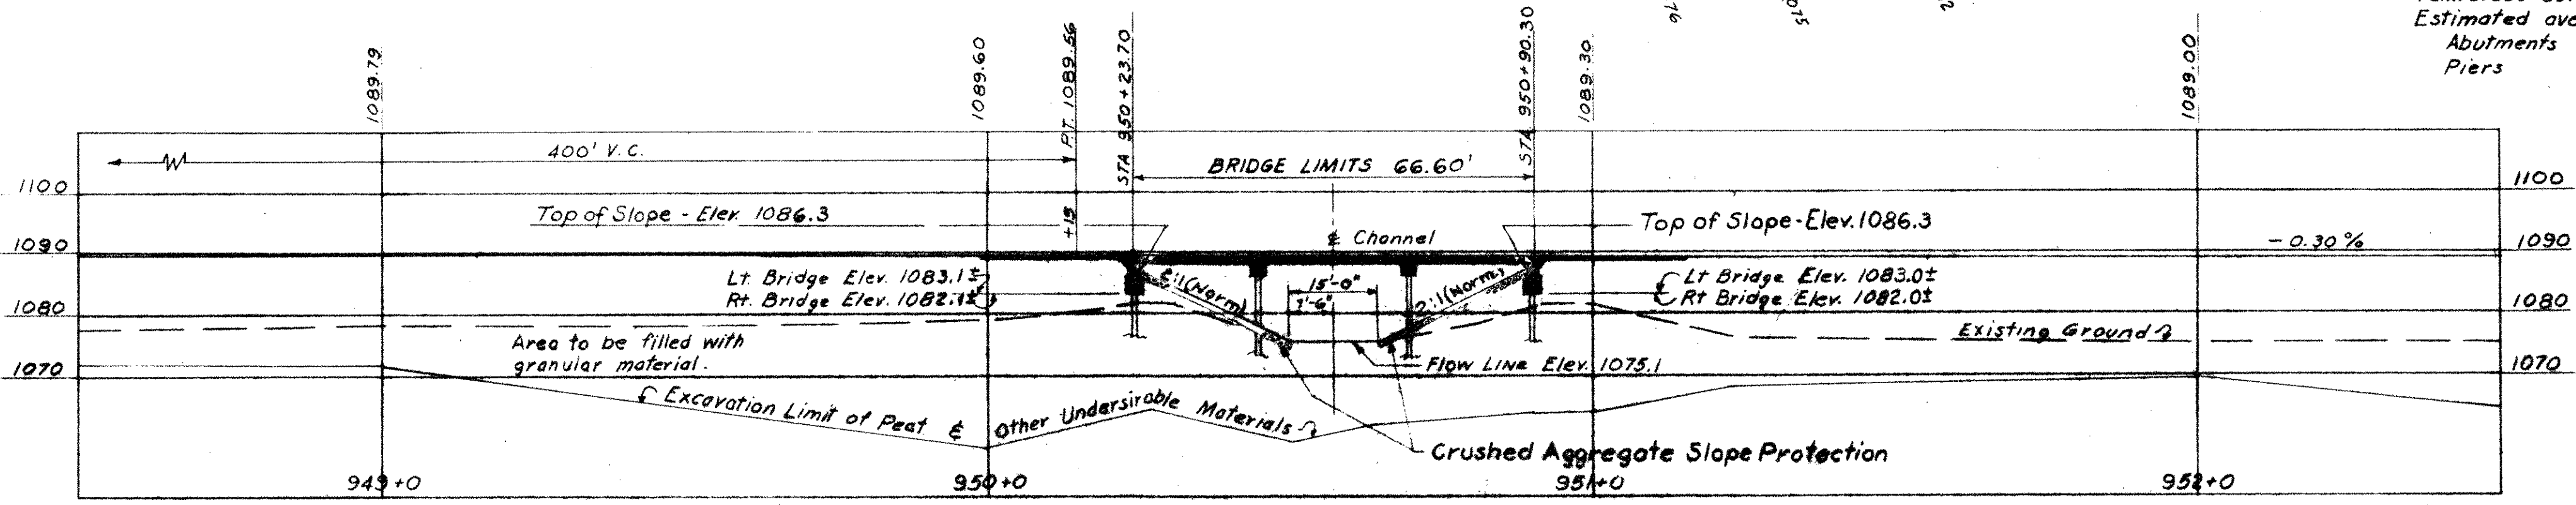 76
Estimated ave
Abutments
Piers
1089.79
1089.60
P.T. 1089.56
STA 950+23.70
STA 950+90.30
1089.30
1089.00
400' V.C.
BRIDGE LIMITS 66.60'
1100
1100
Top of Slope - Elev. 1086.3
+15
Top of Slope-Elev. 1086.3
℄ Channel
-0.30%
1090
1090
Lt. Bridge Elev. 1083.1±
Rt. Bridge Elev. 1082.1±
2:1 (Norm)
15'-0"
7'-6"
2:1 (Norm)
Lt Bridge Elev. 1083.0±
Rt Bridge Elev. 1082.0±
1080
1080
Existing Ground
Area to be filled with
granular material.
Flow Line Elev. 1075.1
1070
1070
Excavation Limit of Peat & Other Undersirable Materials
Crushed Aggregate Slope Protection
949+0
950+0
951+0
952+0